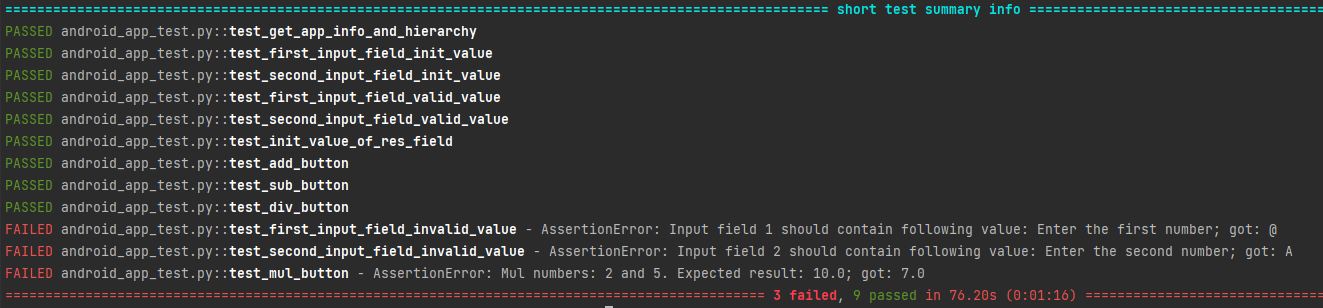 short test summary info
PASSED android_app_test.py::test_get_app_info_and_hierarchy
PASSED android_app_test.py::test_first_input_field_init_value
PASSED android_app_test.py::test_second_input_field_init_value
PASSED android_app_test.py::test_first_input_field_valid_value
PASSED android_app_test.py::test_second_input_field_valid_value
PASSED android_app_test.py::test_init_value_of_res_field
PASSED android_app_test.py::test_add_button
PASSED android_app_test.py::test_sub_button
PASSED android_app_test.py::test_div_button
FAILED android_app_test.py::test_first_input_field_invalid_value - AssertionError: Input field 1 should contain following value: Enter the first number; got: @
FAILED android_app_test.py::test_second_input_field_invalid_value - AssertionError: Input field 2 should contain following value: Enter the second number; got: A
FAILED android_app_test.py::test_mul_button - AssertionError: Mul numbers: 2 and 5. Expected result: 10.0; got: 7.0
3 failed, 9 passed in 76.20s (0:01:16)